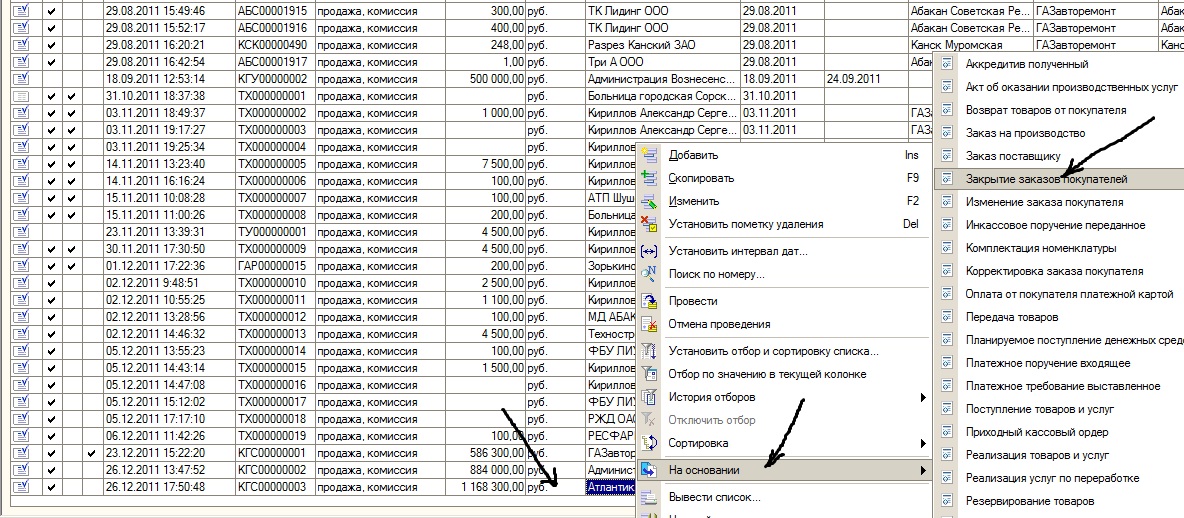 29.08.2011 15:49:46 АБС00001915 продажа, комиссия 300,00 руб. ТК Лидинг ООО 29.08.2011 Абакан Советская Ре... ГАЗавторемонт Абака
29.08.2011 15:52:17 АБС00001916 продажа, комиссия 400,00 руб. ТК Лидинг ООО 29.08.2011 Абакан Советская Ре... ГАЗавторемонт Абака
29.08.2011 16:20:21 КСК00000490 продажа, комиссия 248,00 руб. Разрез Канский ЗАО 29.08.2011 Канск Муромская ГАЗавторемонт Канск
29.08.2011 16:42:54 АБС00001917 продажа, комиссия 1,00 руб. Три А ООО 29.08.2011 Абак
18.09.2011 12:53:14 КГУ00000002 продажа, комиссия 500 000,00 руб. Администрация Вознесенс... 18.09.2011 24.09.2011
31.10.2011 18:37:38 ТХ000000001 продажа, комиссия руб. Больница городская Сорск... 31.10.2011
03.11.2011 18:49:37 ТХ000000002 продажа, комиссия 1 000,00 руб. Кириллов Александр Серге... 03.11.2011 ГАЗа
03.11.2011 19:17:27 ТХ000000003 продажа, комиссия руб. Кириллов Александр Серге... 03.11.2011 ГАЗа
03.11.2011 19:25:34 ТХ000000004 продажа, комиссия руб. Кириллов
14.11.2011 13:23:40 ТХ000000005 продажа, комиссия 7 500,00 руб. Кириллов
14.11.2011 16:16:24 ТХ000000006 продажа, комиссия 100,00 руб. Кириллов
15.11.2011 10:08:28 ТХ000000007 продажа, комиссия 100,00 руб. АТП Шуш
15.11.2011 11:00:26 ТХ000000008 продажа, комиссия 200,00 руб. Больница
23.11.2011 13:39:31 ТУ000000001 продажа, комиссия 4 500,00 руб. Кириллов
30.11.2011 17:30:50 ТХ000000009 продажа, комиссия 4 500,00 руб. Кириллов
01.12.2011 17:22:36 ГАР00000015 продажа, комиссия 200,00 руб. Зорькино
02.12.2011 9:48:51 ТХ000000010 продажа, комиссия 2 500,00 руб. Кириллов
02.12.2011 10:55:25 ТХ000000011 продажа, комиссия 1 100,00 руб. Кириллов
02.12.2011 13:28:56 ТХ000000012 продажа, комиссия 100,00 руб. МД АБАК
02.12.2011 14:46:32 ТХ000000013 продажа, комиссия 4 500,00 руб. Техностро
05.12.2011 13:55:23 ТХ000000014 продажа, комиссия 100,00 руб. ФБУ ЛИУ
05.12.2011 14:43:14 ТХ000000015 продажа, комиссия 1 500,00 руб. Кириллов
05.12.2011 14:47:08 ТХ000000016 продажа, комиссия руб. Кириллов
05.12.2011 15:12:02 ТХ000000017 продажа, комиссия руб. ФБУ ЛИУ
05.12.2011 17:17:10 ТХ000000018 продажа, комиссия руб. РЖД ОАО
06.12.2011 11:42:26 ТХ000000019 продажа, комиссия 100,00 руб. РЕСФАР
23.12.2011 15:22:20 КГС00000001 продажа, комиссия 586 300,00 руб. ГАЗавтор
26.12.2011 13:47:52 КГС00000002 продажа, комиссия 884 000,00 руб. Админис
26.12.2011 17:50:48 КГС00000003 продажа, комиссия 1 168 300,00 руб. Атлантик
Добавить Ins
Скопировать F9
Изменить F2
Установить пометку удаления Del
Установить интервал дат...
Поиск по номеру...
Провести
Отмена проведения
Установить отбор и сортировку списка...
Отбор по значению в текущей колонке
История отборов
Отключить отбор
Сортировка
На основании
Вывести список...
Аккредитив полученный
Акт об оказании производственных услуг
Возврат товаров от покупателя
Заказ на производство
Заказ поставщику
Закрытие заказов покупателей
Изменение заказа покупателя
Инкассовое поручение переданное
Комплектация номенклатуры
Корректировка заказа покупателя
Оплата от покупателя платежной картой
Передача товаров
Планируемое поступление денежных сред
Платежное поручение входящее
Платежное требование выставленное
Поступление товаров и услуг
Приходный кассовый ордер
Реализация товаров и услуг
Реализация услуг по переработке
Резервирование товаров